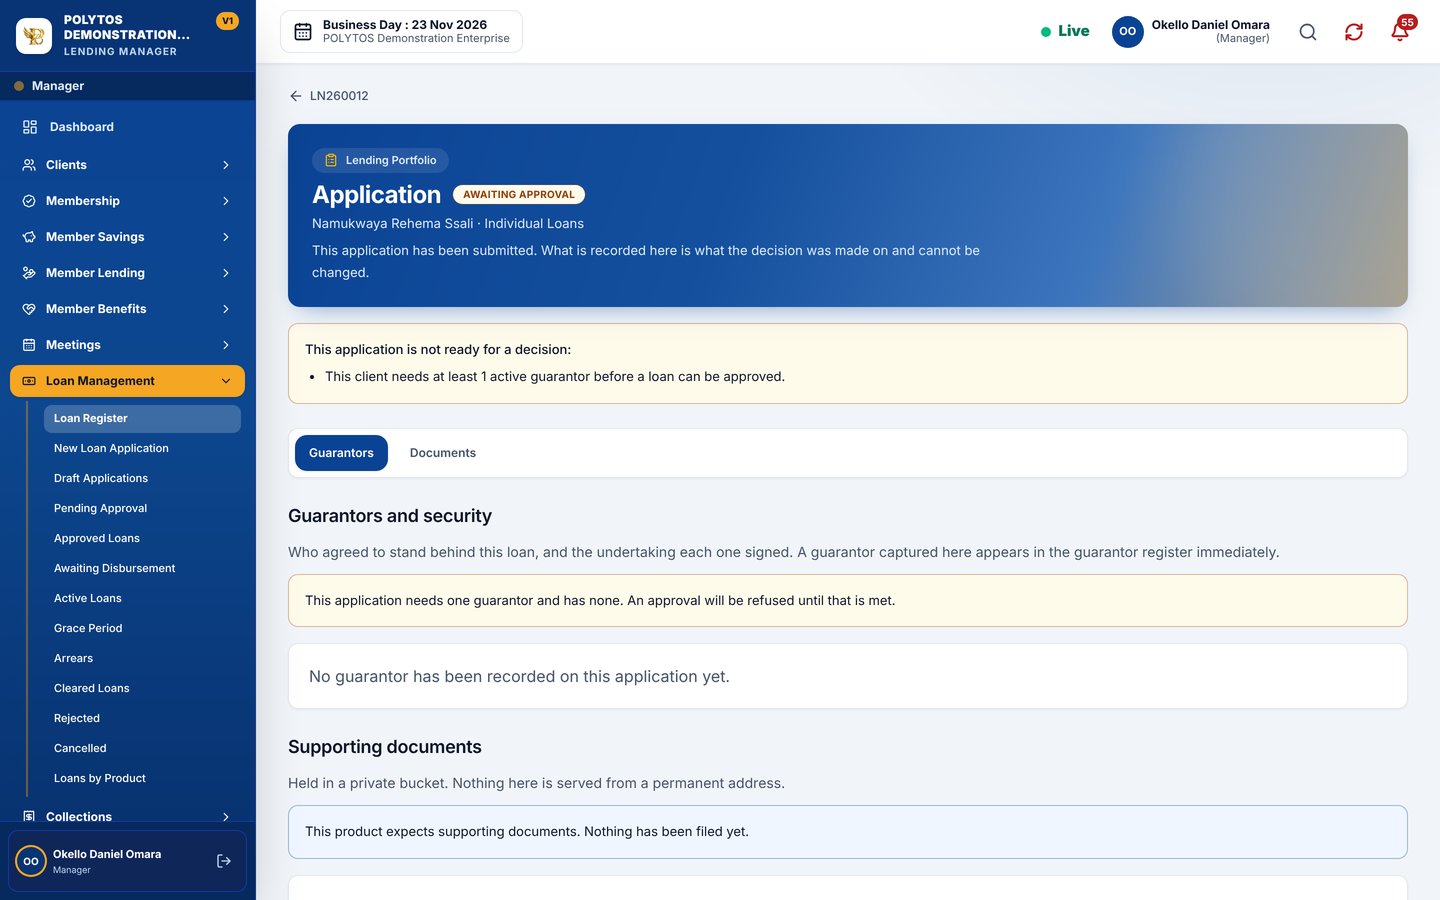 POLYTOS
DEMONSTRATION...
LENDING MANAGER
V1
Manager
Dashboard
Clients
Membership
Member Savings
Member Lending
Member Benefits
Meetings
Loan Management
Loan Register
New Loan Application
Draft Applications
Pending Approval
Approved Loans
Awaiting Disbursement
Active Loans
Grace Period
Arrears
Cleared Loans
Rejected
Cancelled
Loans by Product
Collections
OO
Okello Daniel Omara
Manager
Business Day : 23 Nov 2026
POLYTOS Demonstration Enterprise
Live
OO
Okello Daniel Omara
(Manager)
55
LN260012
Lending Portfolio
Application
AWAITING APPROVAL
Namukwaya Rehema Ssali · Individual Loans
This application has been submitted. What is recorded here is what the decision was made on and cannot be
changed.
This application is not ready for a decision:
• This client needs at least 1 active guarantor before a loan can be approved.
Guarantors
Documents
Guarantors and security
Who agreed to stand behind this loan, and the undertaking each one signed. A guarantor captured here appears in the guarantor register immediately.
This application needs one guarantor and has none. An approval will be refused until that is met.
No guarantor has been recorded on this application yet.
Supporting documents
Held in a private bucket. Nothing here is served from a permanent address.
This product expects supporting documents. Nothing has been filed yet.